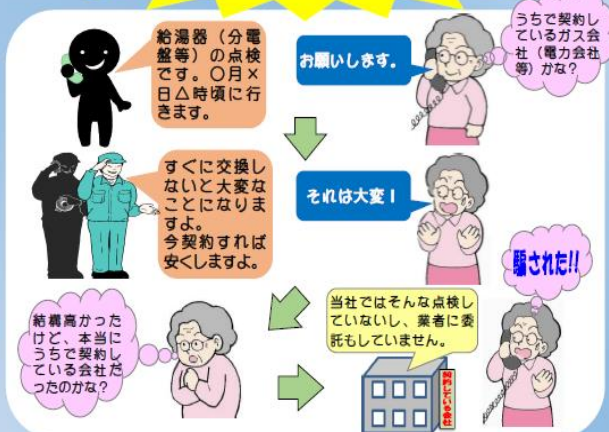 給湯器（分電
盤等）の点検
です。〇月×
日△時頃に行
きます。
お願いします。
うちで契約し
ているガス会
社（電力会社
等）かな？
すぐに交換し
ないと大変な
ことになりま
すよ。
今契約すれば
安くしますよ。
それは大変！
結構高かった
けど、本当に
うちで契約し
ている会社だ
ったのかな？
当社ではそんな点検し
ていないし、業者に委
託もしていません。
契約している会社
騙された!!